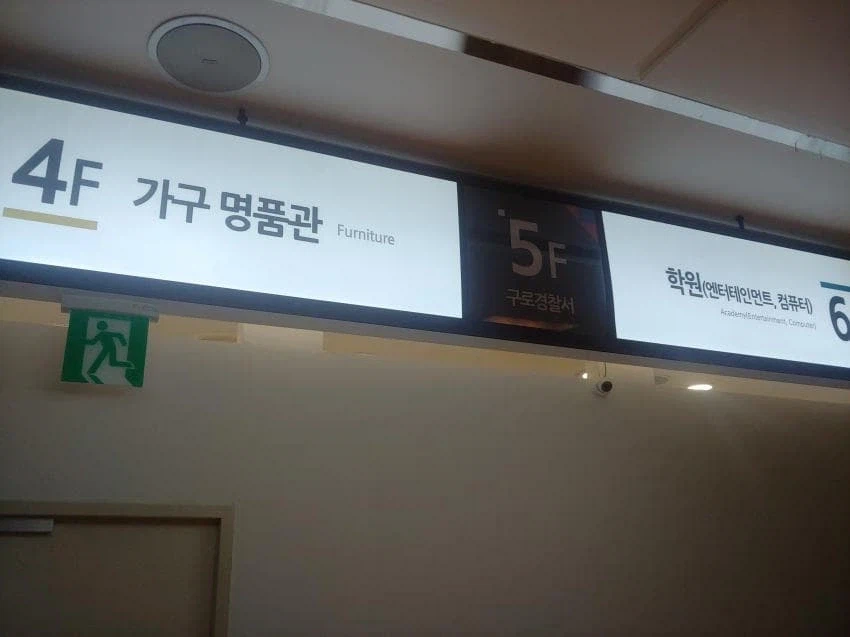 4F
가구 명품관 Furniture
5F
구로경찰서
학원(엔터테인먼트, 컴퓨터)
Academy(Entertainment, Computer)
6